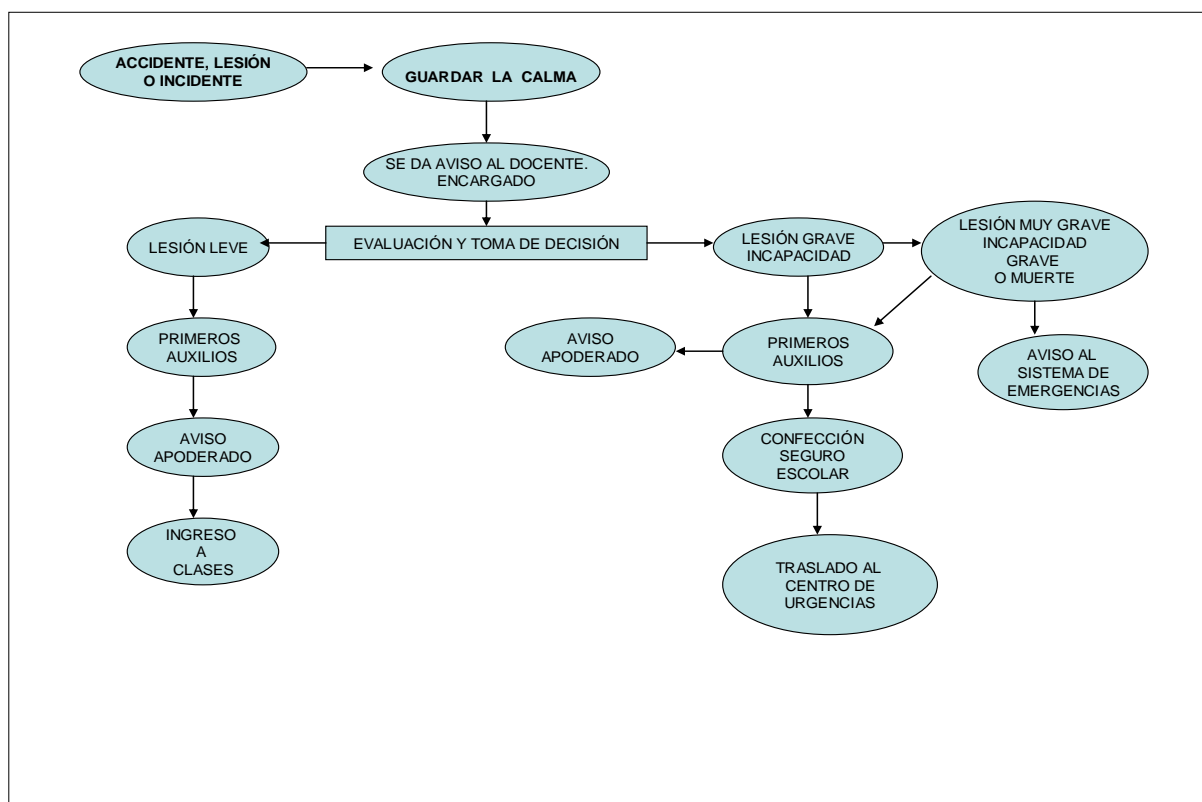 ACCIDENTE, LESIÓN
O INCIDENTE
GUARDAR LA CALMA
SE DA AVISO AL DOCENTE.
ENCARGADO
EVALUACIÓN Y TOMA DE DECISIÓN
LESIÓN LEVE
PRIMEROS
AUXILIOS
AVISO
APODERADO
INGRESO
A
CLASES
LESIÓN GRAVE
INCAPACIDAD
LESIÓN MUY GRAVE
INCAPACIDAD
GRAVE
O MUERTE
AVISO
APODERADO
PRIMEROS
AUXILIOS
AVISO AL
SISTEMA DE
EMERGENCIAS
CONFECCIÓN
SEGURO
ESCOLAR
TRASLADO AL
CENTRO DE
URGENCIAS